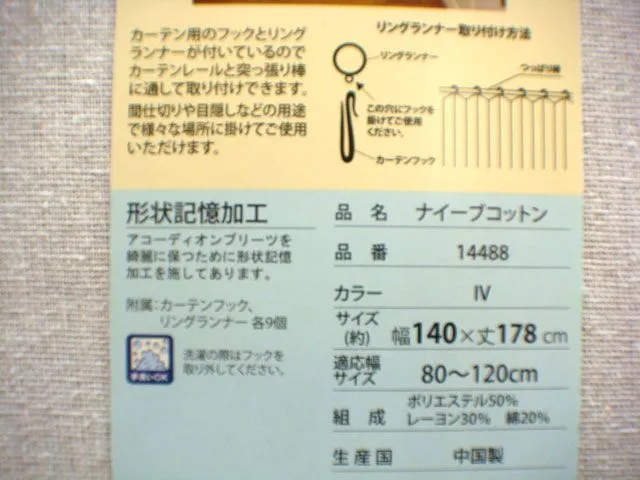 カーテン用のフックとリング
ランナーが付いているので
カーテンレールと突っ張り棒
に通して取り付けできます。
間仕切りや目隠しなどの用途
で様々な場所に掛けてご使用
いただけます。
リングランナー取り付け方法
リングランナー
つっぱり棒
この穴にフックを
掛けてご使用
ください。
カーテンフック
形状記憶加工
アコーディオンプリーツを
綺麗に保つために形状記憶
加工を施してあります。
附属:カーテンフック、
リングランナー 各9個
手洗いOK
洗濯の際はフックを
取り外してください。
品 名 ナイーブコットン
品 番 14488
カラー IV
サイズ(約) 幅140×丈178cm
適応幅サイズ 80～120cm
組 成 ポリエステル50%
レーヨン30% 綿20%
生産国 中国製